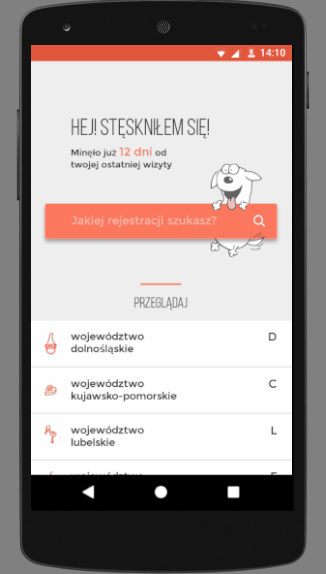 14:10
HEJ! STĘSKNIŁEM SIĘ!
Minęło już 12 dni od
twojej ostatniej wizyty
Jakiej rejestracji szukasz?
PRZEGLĄDAJ
województwo D
dolnośląskie
województwo C
kujawsko-pomorskie
województwo L
lubelskie